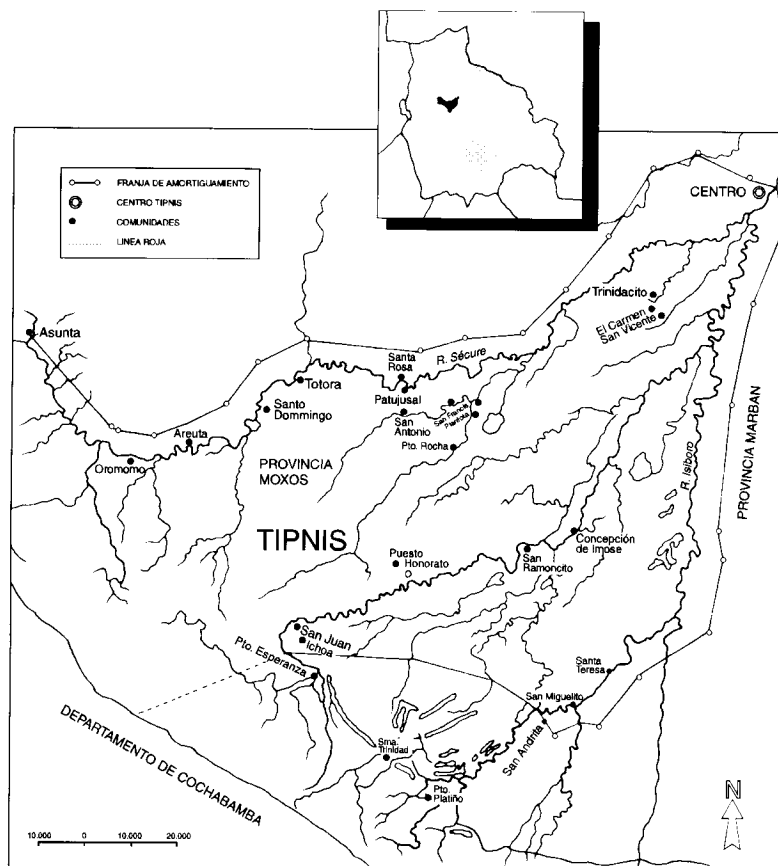 FRANJA DE AMORTIGUAMIENTO
CENTRO TIPNIS
COMUNIDADES
LINEA ROJA
CENTRO
Trinidacito
El Carmen
San Vicente
Asunta
Santa
Rosa
R. Sécure
Totora
Patujusal
Santo
Dommingo
San
Antonio
San Francis
Areuta
Pto. Rocha
Oromomo
PROVINCIA
MOXOS
PROVINCIA MARBAN
R. Isiboro
TIPNIS
Puesto
Honorato
San
Ramoncito
Concepción
de Imose
San Juan
Ichoa
Pto. Esperanza
Santa
Teresa
San Miguelito
San Andrita
Sma.
Trinidad
DEPARTAMENTO DE COCHABAMBA
Pto.
Platiño
N
10.000 0 10.000 20.000